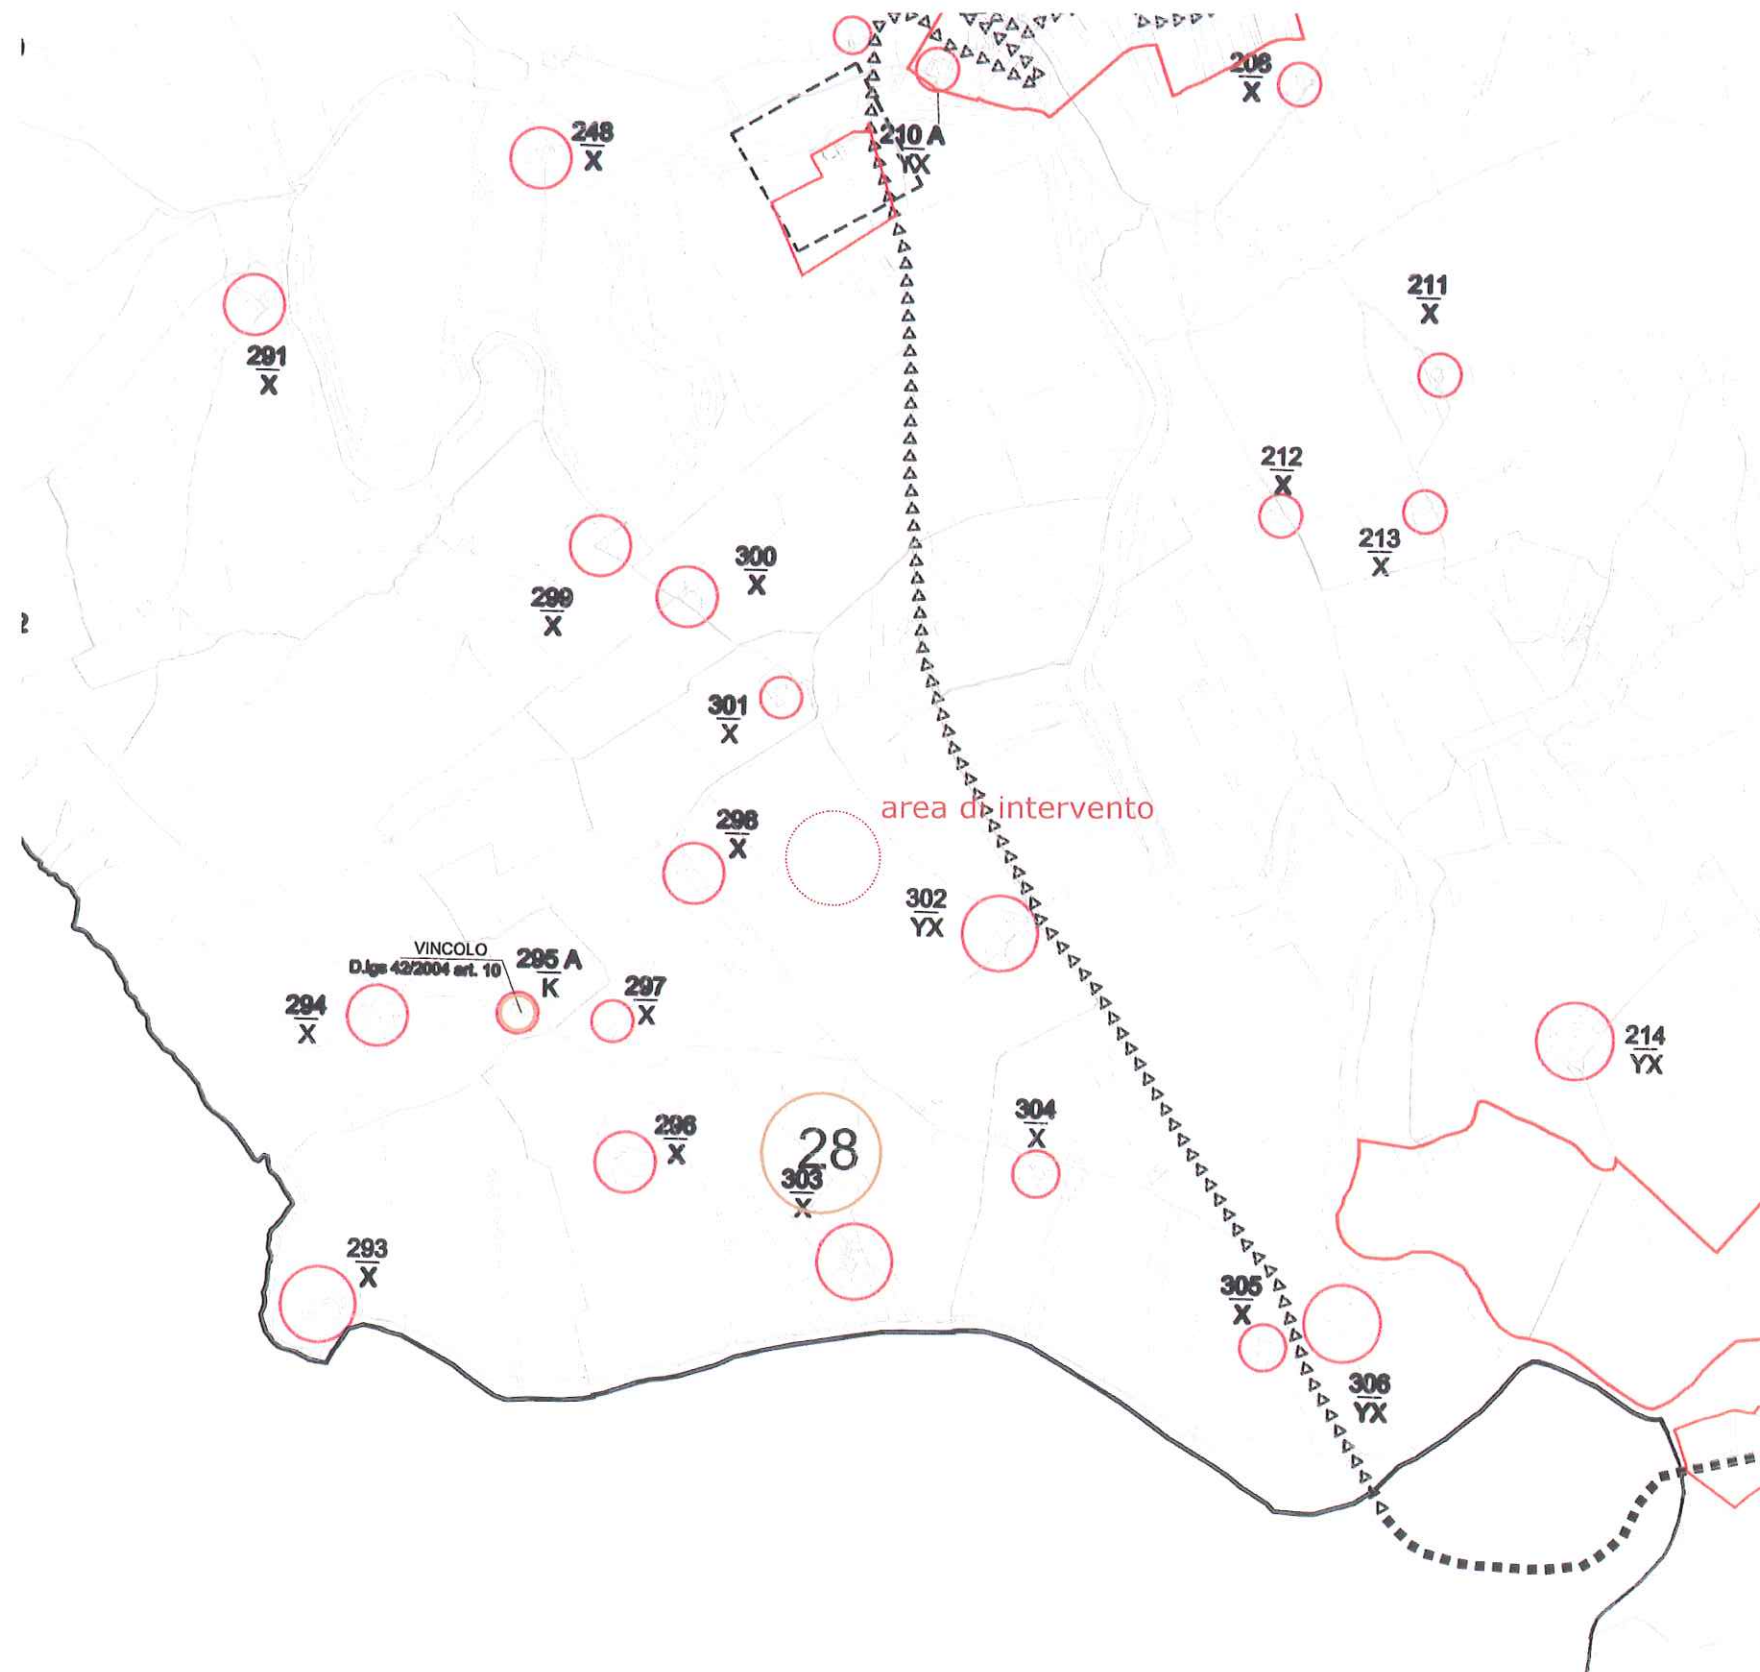 208
X
248
X
210 A
YX
211
X
291
X
212
X
213
X
300
X
299
X
301
X
area di intervento
298
X
302
YX
VINCOLO
D.lgs 42/2004 art. 10
295 A
K
297
X
294
X
214
YX
304
X
296
X
28
303
X
293
X
305
X
306
YX